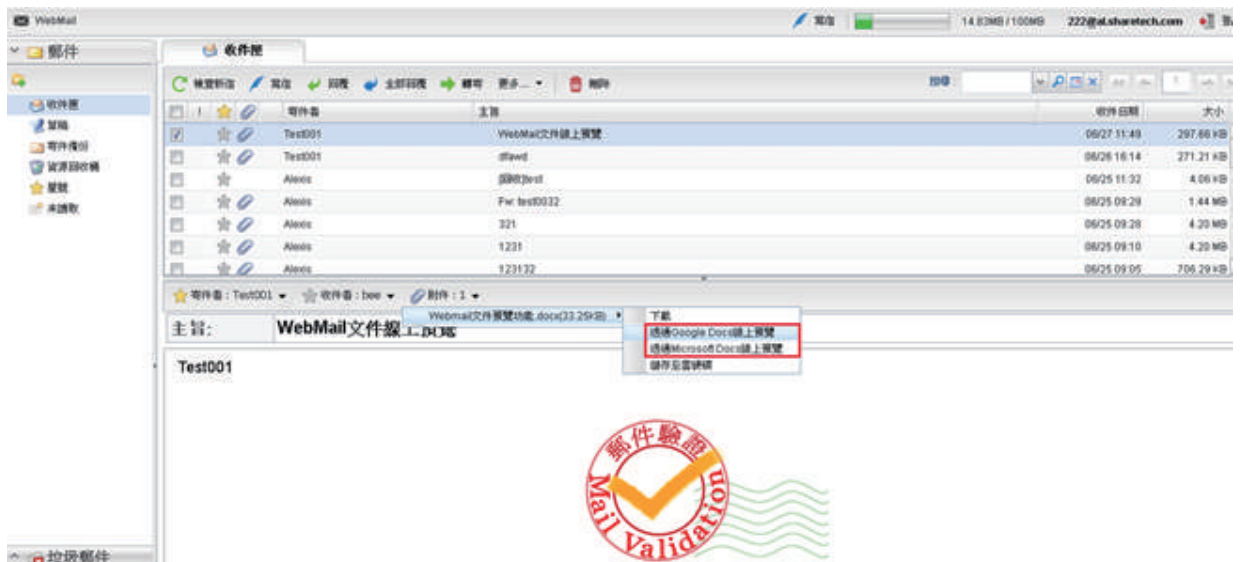 WebMail 寫信 14.83MB / 100MB 222@al.sharetech.com
郵件 收件匣
檢查新信 寫信 回覆 全部回覆 轉寄 更多... 刪除 搜尋
! 寄件者 主旨 收件日期 大小
收件匣
草稿
寄件備份
資源回收桶
星號
未讀取
Test001 WebMail文件線上預覽 06/27 11:49 297.66 KB
Test001 dfawd 06/26 16:14 271.21 KB
Alexis [回收]test 06/25 11:32 4.06 KB
Alexis Fw: test0032 06/25 09:29 1.44 MB
Alexis 321 06/25 09:28 4.20 MB
Alexis 1231 06/25 09:10 4.20 MB
Alexis 123132 06/25 09:05 706.29 KB
寄件者 : Test001 收件者 : bee 附件 : 1
Webmail文件預覽功能.docx(33.25KB)
下載
透過Google Docs線上預覽
透過Microsoft Docs線上預覽
儲存至雲硬碟
主旨: WebMail文件線上預覽
Test001
郵件驗證
Mail Validation
垃圾郵件